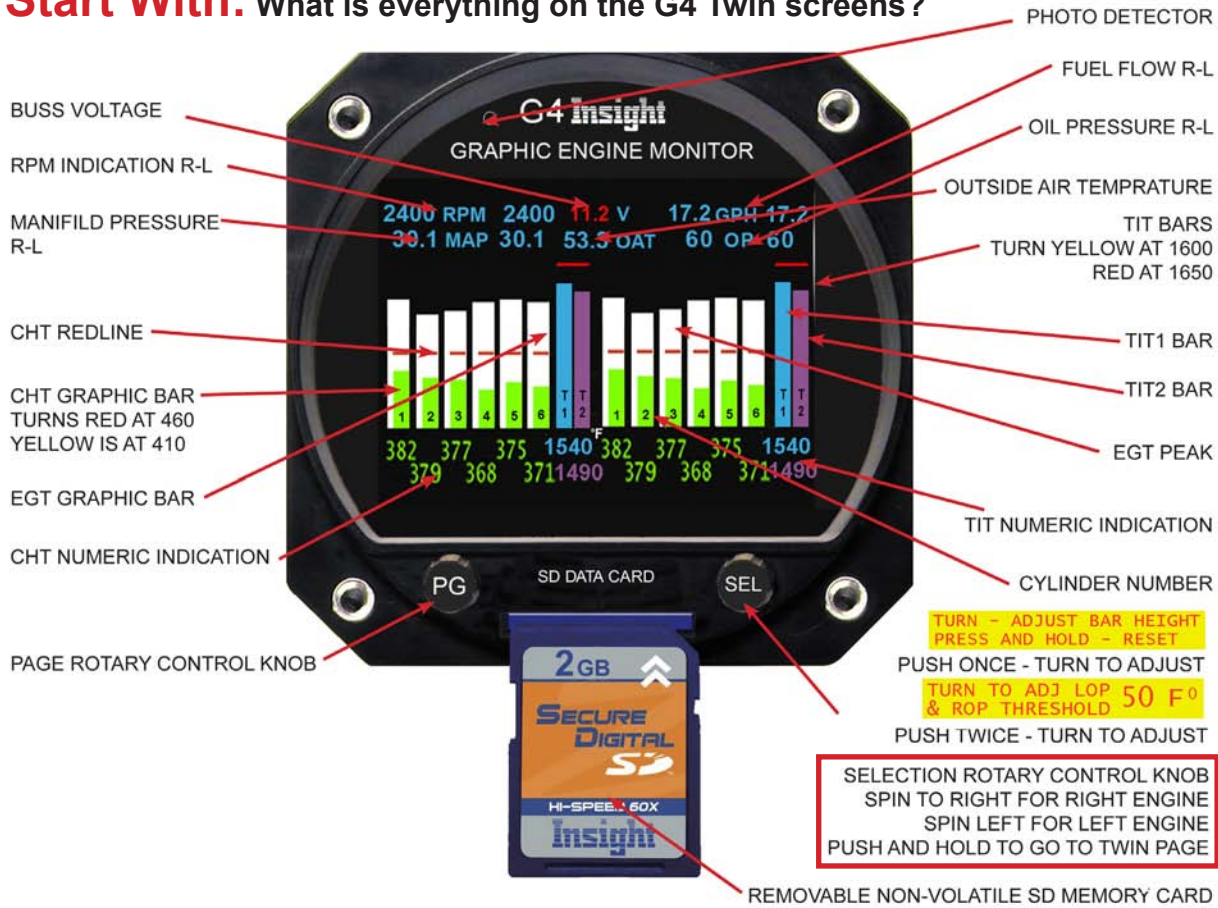 Start With: What is everything on the G4 Twin screens?
PHOTO DETECTOR
FUEL FLOW R-L
OIL PRESSURE R-L
OUTSIDE AIR TEMPRATURE
TIT BARS
TURN YELLOW AT 1600
RED AT 1650
TIT1 BAR
TIT2 BAR
EGT PEAK
TIT NUMERIC INDICATION
CYLINDER NUMBER
BUSS VOLTAGE
RPM INDICATION R-L
MANIFILD PRESSURE
R-L
CHT REDLINE
CHT GRAPHIC BAR
TURNS RED AT 460
YELLOW IS AT 410
EGT GRAPHIC BAR
CHT NUMERIC INDICATION
PAGE ROTARY CONTROL KNOB
G4 Insight
GRAPHIC ENGINE MONITOR
2400 RPM 2400 11.2 V 17.2 GPH 17.2
30.1 MAP 30.1 53.3 OAT 60 OP 60
T T T T
1 2 3 4 5 6 1 2 1 2 3 4 5 6 1 2
°F
382 377 375 1540 382 377 375 1540
379 368 371 1490 379 368 371 1490
PG
SD DATA CARD
SEL
2GB
SECURE
DIGITAL
SD
HI-SPEED 60X
Insight
TURN - ADJUST BAR HEIGHT
PRESS AND HOLD - RESET
PUSH ONCE - TURN TO ADJUST
TURN TO ADJ LOP
& ROP THRESHOLD 50 F⁰
PUSH TWICE - TURN TO ADJUST
SELECTION ROTARY CONTROL KNOB
SPIN TO RIGHT FOR RIGHT ENGINE
SPIN LEFT FOR LEFT ENGINE
PUSH AND HOLD TO GO TO TWIN PAGE
REMOVABLE NON-VOLATILE SD MEMORY CARD